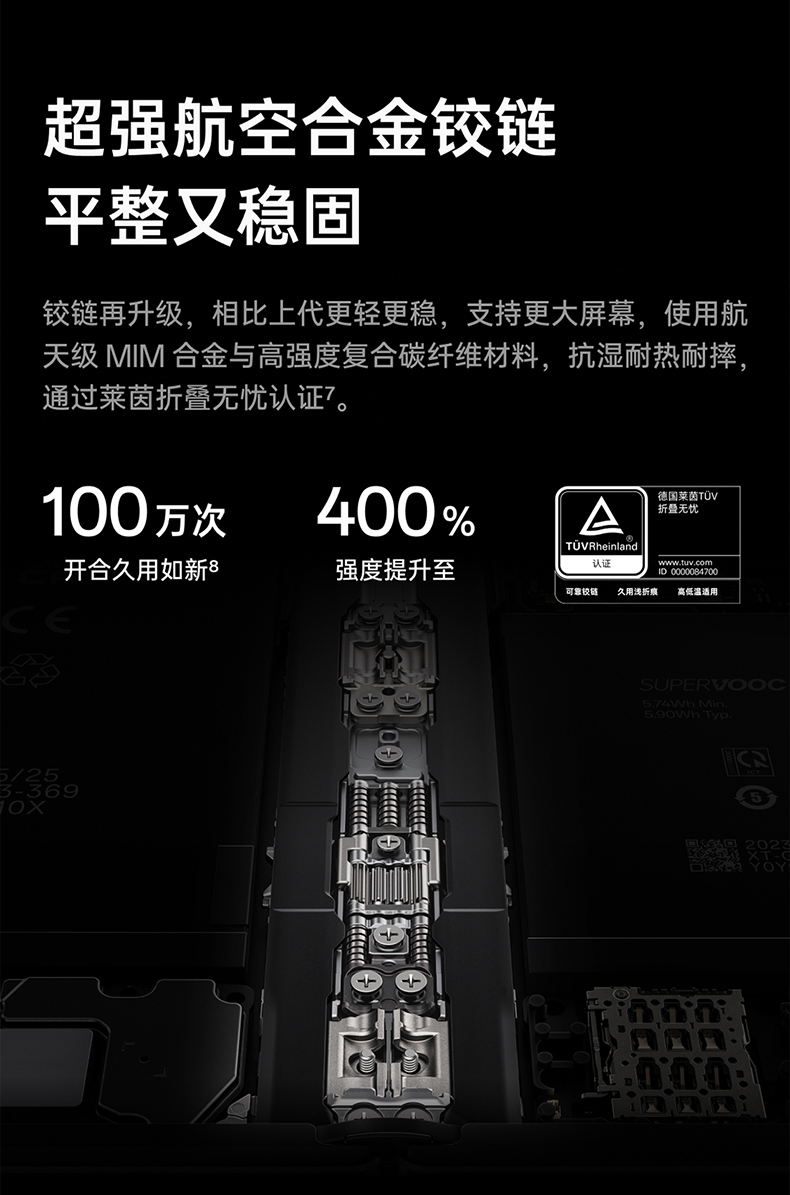 超强航空合金铰链
平整又稳固
铰链再升级，相比上代更轻更稳，支持更大屏幕，使用航
天级 MIM 合金与高强度复合碳纤维材料，抗湿耐热耐摔，
通过莱茵折叠无忧认证⁷。
100万次
开合久用如新⁸
400%
强度提升至
TÜVRheinland®
认证
德国莱茵TÜV
折叠无忧
www.tuv.com
ID 0000084700
可靠铰链 久用浅折痕 高低温适用
CE
SUPERVOOC
5.74Wh Min.
5.90Wh Typ.
5/25
3-369
10X
2023
XT-
YOY